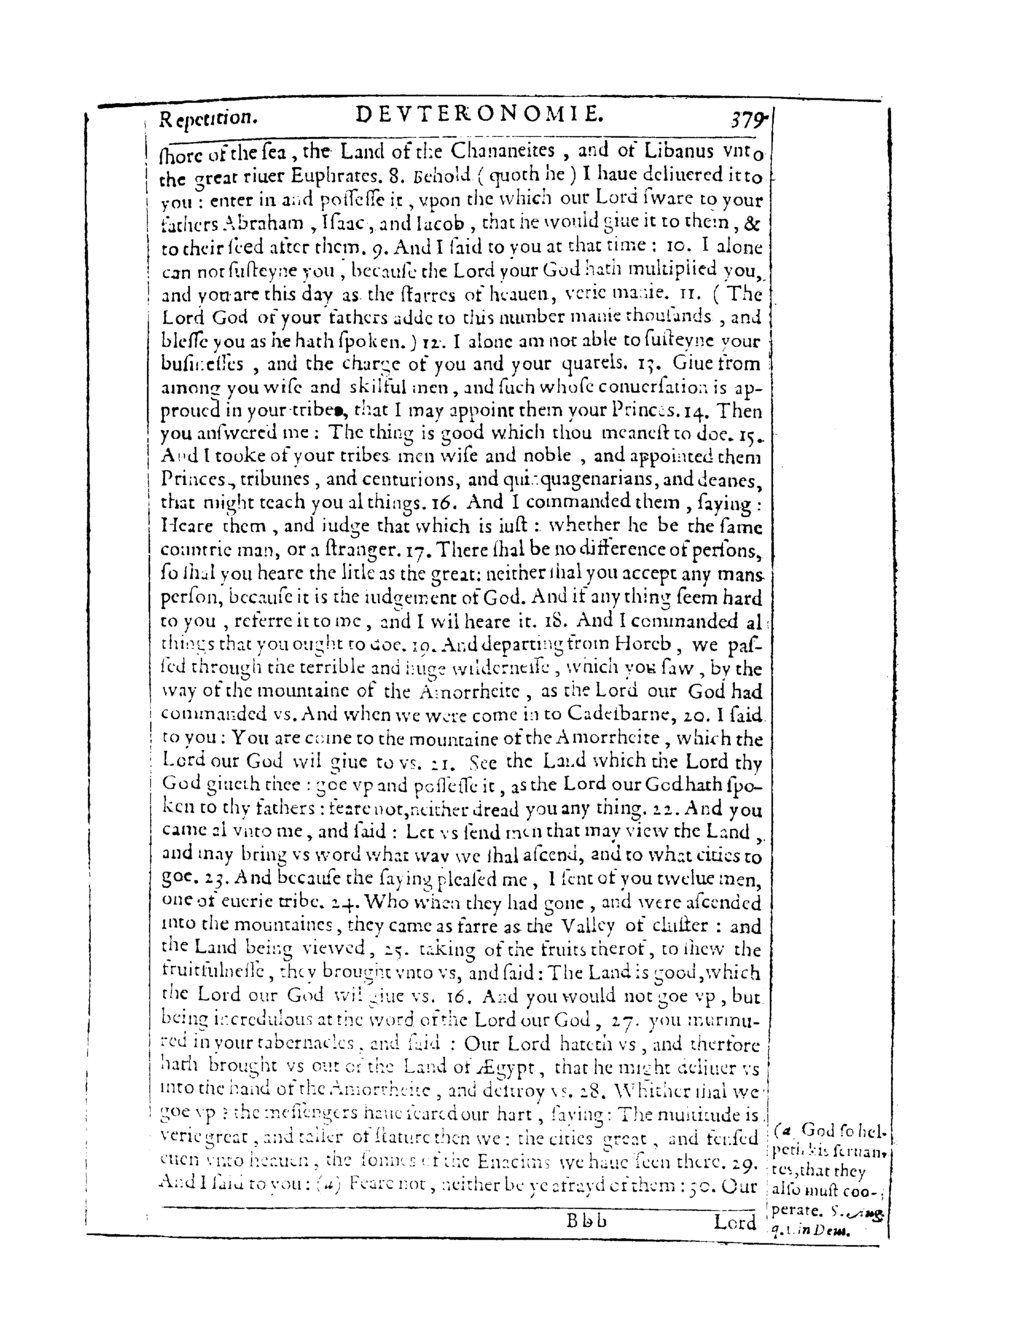 Repetition. DEVTERONOMIE. 379
ſhore of the ſea, the Land of the Chananeites, and of Libanus vnto
the great riuer Euphrates. 8. Behold (quoth he) I haue deliuered it to
you: enter in and poſſeſſe it, vpon the which our Lord ſware to your
fathers Abraham, Iſaac, and Iacob, that he would giue it to them, &
to their ſeed after them. 9. And I ſaid to you at that time: 10. I alone
can not ſuſteyne you, becauſe the Lord your God hath multiplied you,
and you are this day as the ſtarres of heauen, verie manie. 11. (The
Lord God of your fathers adde to this number manie thouſands, and
bleſſe you as he hath ſpoken.) 12. I alone am not able to ſuſteyne your
buſineſſes, and the charge of you and your quarels. 13. Giue from
among you wiſe and skilful men, and ſuch whoſe conuerſation is ap-
proued in your tribes, that I may appoint them your Princes. 14. Then
you anſwered me: The thing is good which thou meaneſt to doe. 15.
And I tooke of your tribes men wiſe and noble, and appointed them
Princes, tribunes, and centurions, and quinquagenarians, and deanes,
that might teach you al things. 16. And I commanded them, ſaying:
Heare them, and iudge that which is iuſt: whether he be the ſame
countrie man, or a ſtranger. 17. There ſhal be no difference of perſons,
ſo ſhal you heare the litle as the great: neither ſhal you accept any mans
perſon, becauſe it is the iudgement of God. And if any thing ſeem hard
to you, referre it to me, and I wil heare it. 18. And I commanded al
things that you ought to doe. 19. And departing from Horeb, we paſ-
ſed through the terrible and huge wilderneſſe, which you ſaw, by the
way of the mountaine of the Amorrheite, as the Lord our God had
commanded vs. And when we were come in to Cadeſbarne, 20. I ſaid
to you: You are come to the mountaine of the Amorrheite, which the
Lord our God wil giue to vs. 21. See the Land which the Lord thy
God giueth thee: goe vp and poſſeſſe it, as the Lord our God hath ſpo-
ken to thy fathers: feare not, neither dread you any thing. 22. And you
came al vnto me, and ſaid: Let vs ſend men that may view the Land,
and may bring vs word what way we ſhal aſcend, and to what cities to
goe. 23. And becauſe the ſaying pleaſed me, I ſent of you twelue men,
one of euerie tribe. 24. Who when they had gone, and were aſcended
into the mountaines, they came as farre as the Valley of cluſter: and
the Land being viewed, 25. taking of the fruits therof, to ſhew the
fruitfulneſſe, they brought vnto vs, and ſaid: The Land is good, which
the Lord our God wil giue vs. 16. And you would not goe vp, but
being incredulous at the word of the Lord our God, 27. you murmu-
red in your tabernacles, and ſaid: Our Lord hateth vs, and therfore
hath brought vs out of the Land of Ægypt, that he might deliuer vs
into the hand of the Amorrheite, and deſtroy vs. 28. Whither ſhal we
goe vp? the meſſengers haue feared our hart, ſaying: The multitude is
verie great, and taller of ſtature then we: the cities great, and fenſed
euen vnto heauen, the ſonnes of the Enacims we haue ſeen there. 29.
And I ſaid to you: (a) Feare not, neither be ye afrayd of them: 30. Our
(a God ſo hel-
peth his ſeruan-
tes, that they
alſo muſt coo-
perate. S. Aug.
q. 1. in Deut.
Bbb Lord